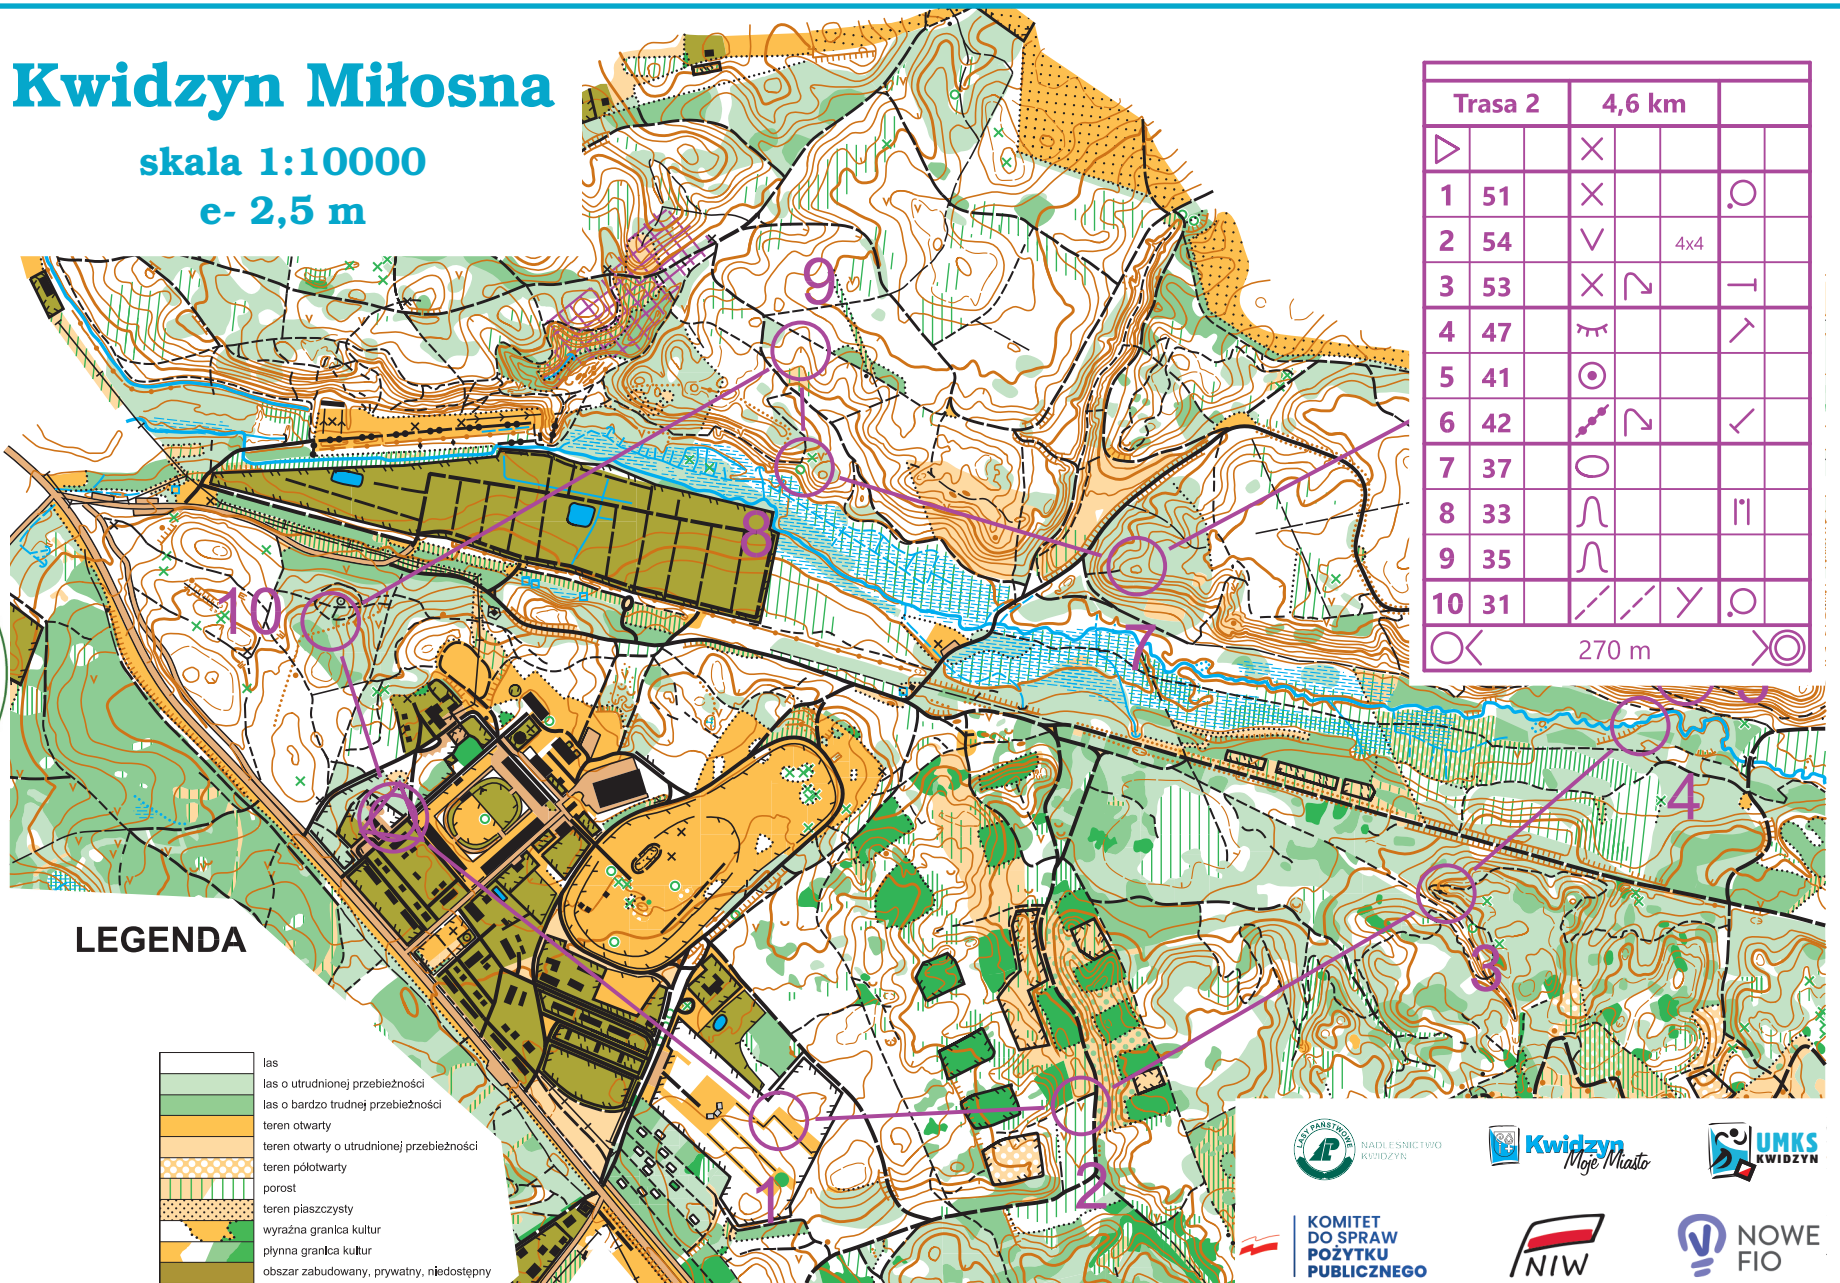 Kwidzyn Miłosna
skala 1:10000
e- 2,5 m
Trasa 2 4,6 km
1 51
2 54 4x4
3 53
4 47
5 41
6 42
7 37
8 33
9 35
10 31
270 m
9
8
10
7
4
3
2
1
LEGENDA
las
las o utrudnionej przebieżności
las o bardzo trudnej przebieżności
teren otwarty
teren otwarty o utrudnionej przebieżności
teren półotwarty
porost
teren piaszczysty
wyraźna granica kultur
płynna granica kultur
obszar zabudowany, prywatny, niedostępny
LASY PAŃSTWOWE
NADLEŚNICTWO
KWIDZYN
Kwidzyn
Moje Miasto
UMKS
KWIDZYN
KOMITET
DO SPRAW
POŻYTKU
PUBLICZNEGO
NIW
NOWE
FIO